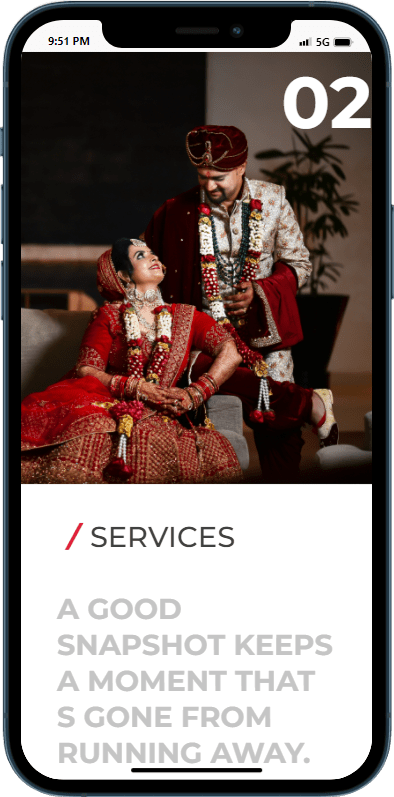 9:51 PM
5G
02
/ SERVICES
A GOOD
SNAPSHOT KEEPS
A MOMENT THAT
S GONE FROM
RUNNING AWAY.